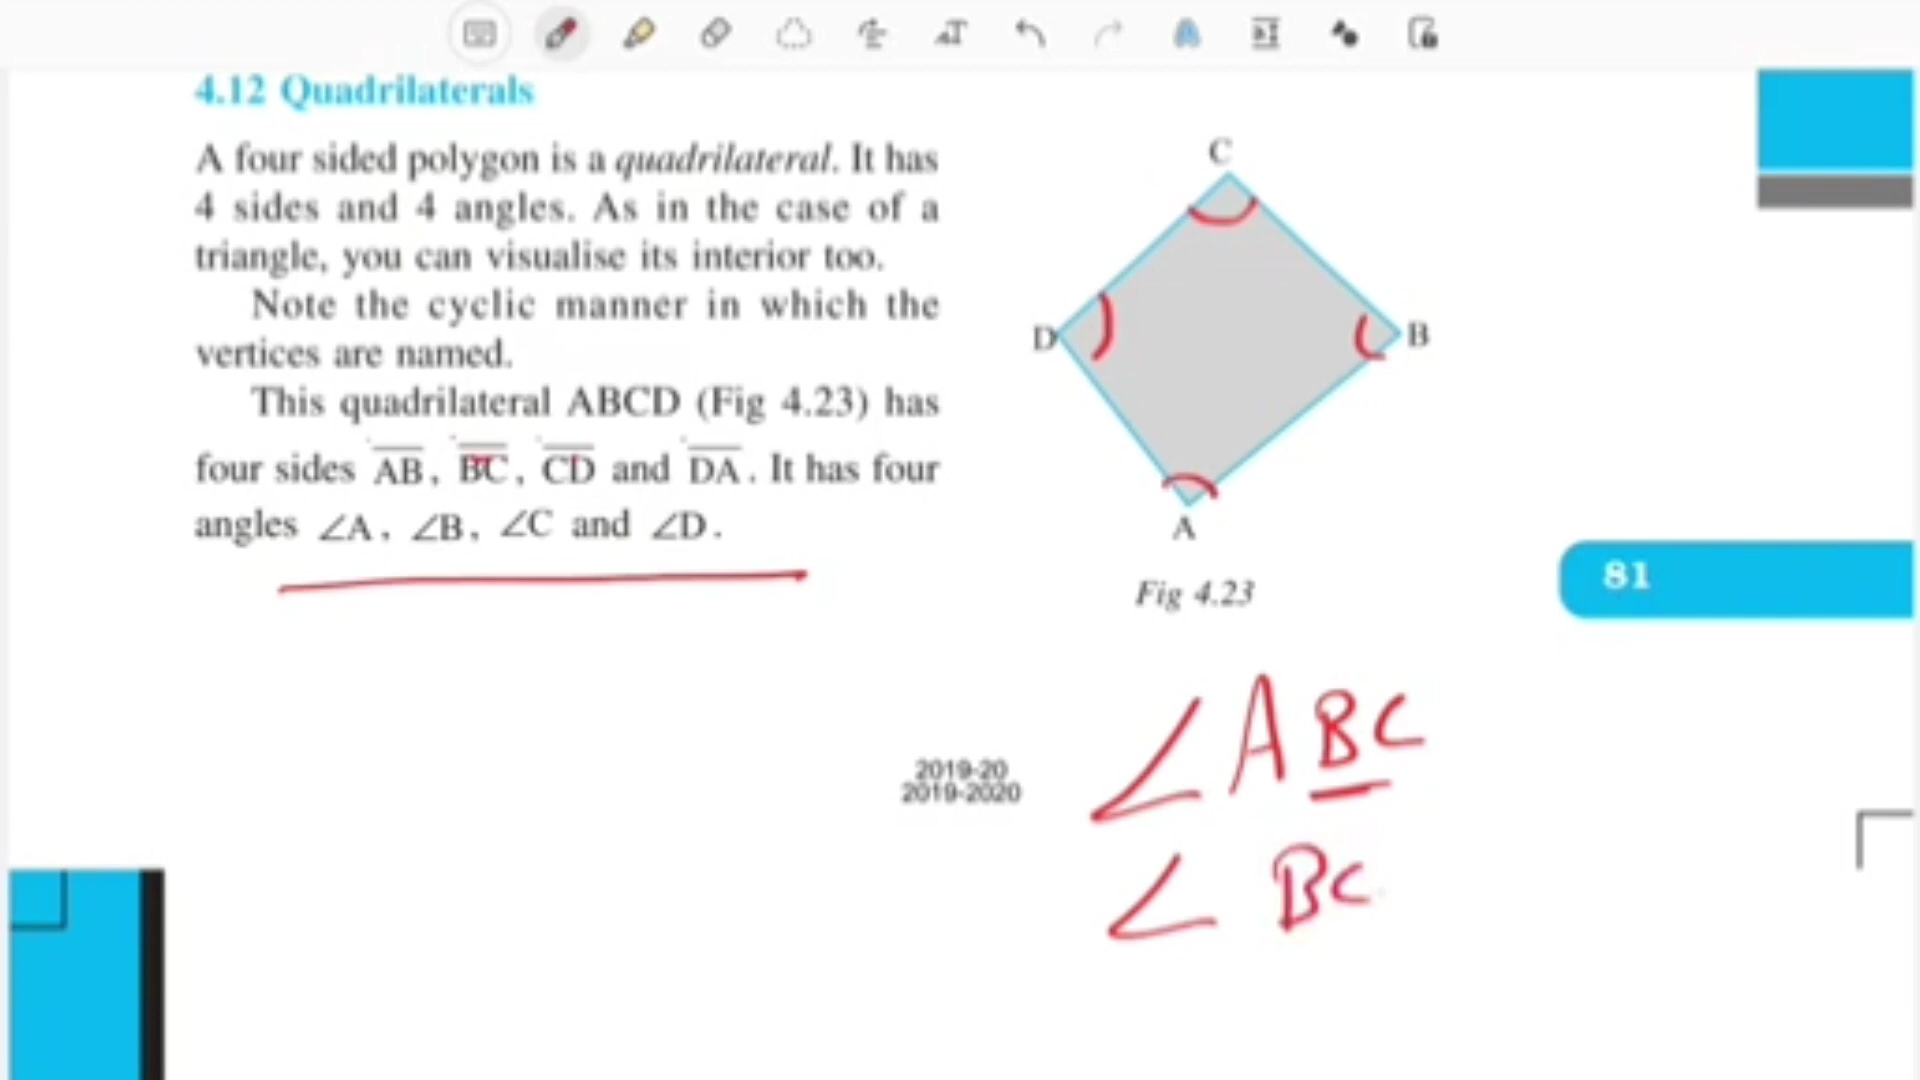 4.12 Quadrilaterals
A four sided polygon is a quadrilateral. It has
4 sides and 4 angles. As in the case of a
triangle, you can visualise its interior too.
Note the cyclic manner in which the
vertices are named.
This quadrilateral ABCD (Fig 4.23) has
four sides AB, BC, CD and DA. It has four
angles ∠A, ∠B, ∠C and ∠D.
C
D
B
A
Fig 4.23
81
∠ABC
2019-20
2019-2020
∠BC